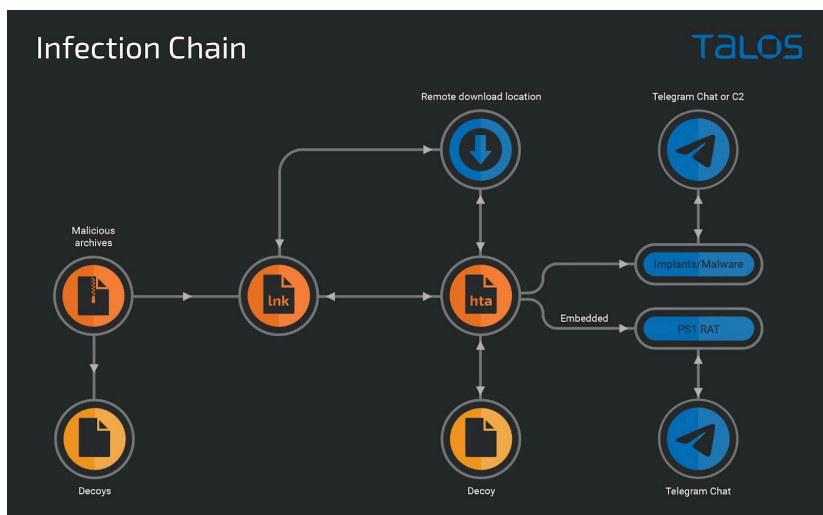 Infection Chain
TALOS
Remote download location
Telegram Chat or C2
Malicious
archives
lnk
hta
Implants/Malware
Embedded
PS1 RAT
Decoys
Decoy
Telegram Chat